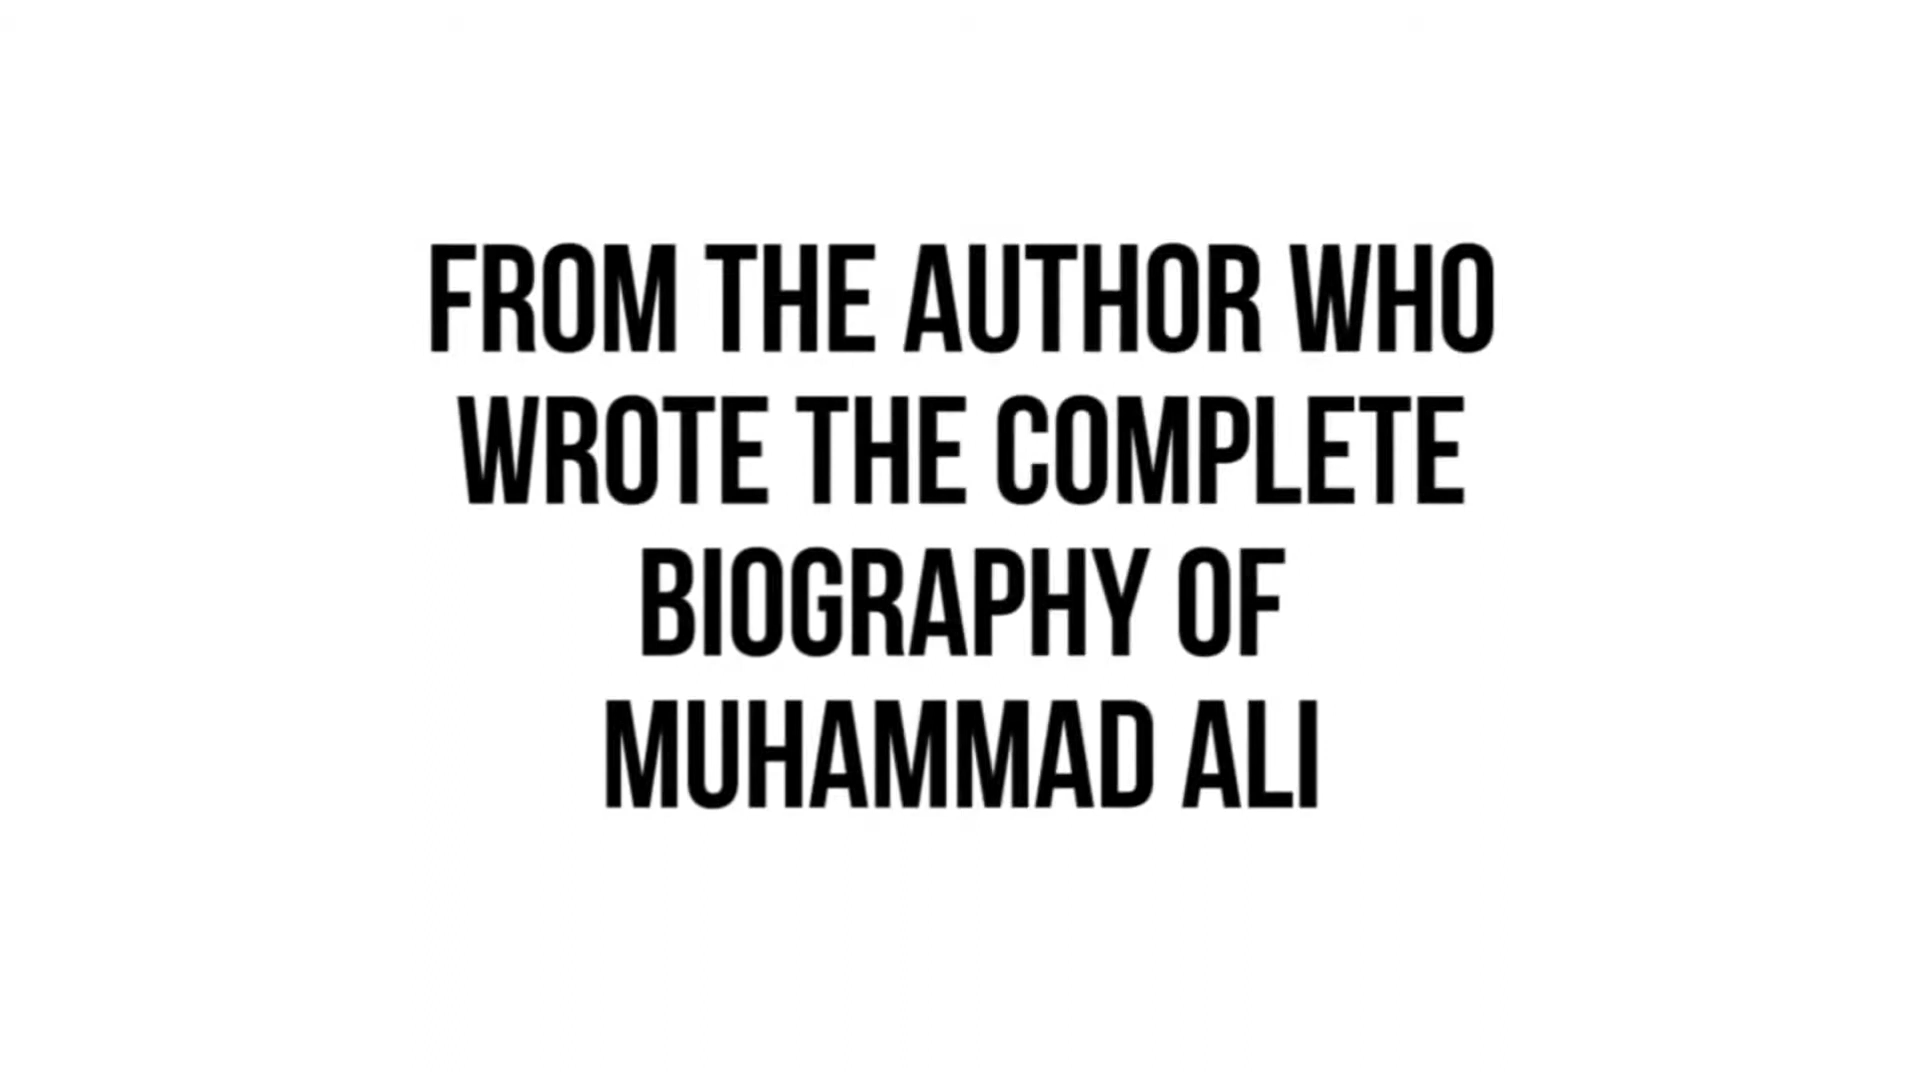 FROM THE AUTHOR WHO
WROTE THE COMPLETE
BIOGRAPHY OF
MUHAMMAD ALI